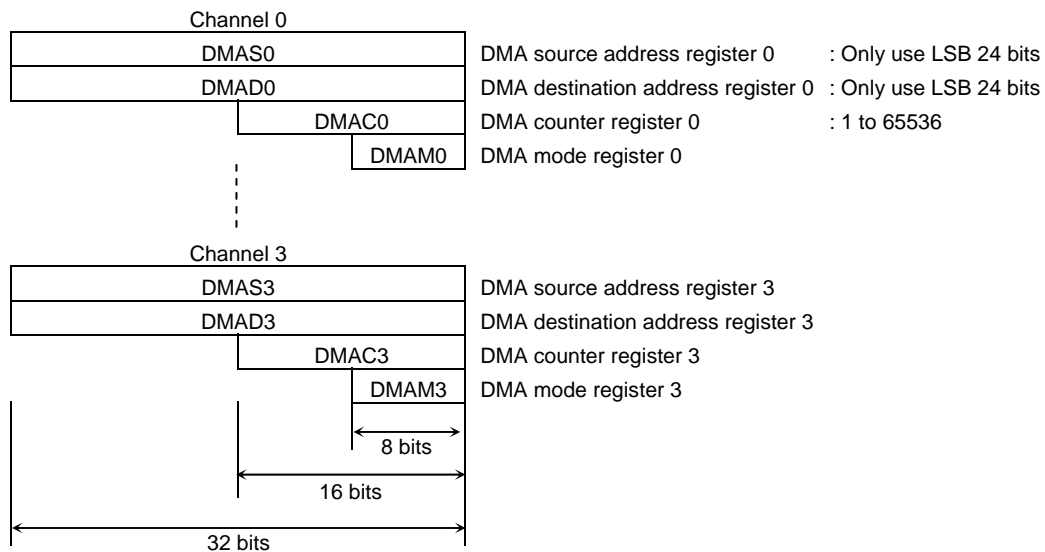 Channel 0
DMAS0 DMA source address register 0 : Only use LSB 24 bits
DMAD0 DMA destination address register 0 : Only use LSB 24 bits
DMAC0 DMA counter register 0 : 1 to 65536
DMAM0 DMA mode register 0
Channel 3
DMAS3 DMA source address register 3
DMAD3 DMA destination address register 3
DMAC3 DMA counter register 3
DMAM3 DMA mode register 3
8 bits
16 bits
32 bits